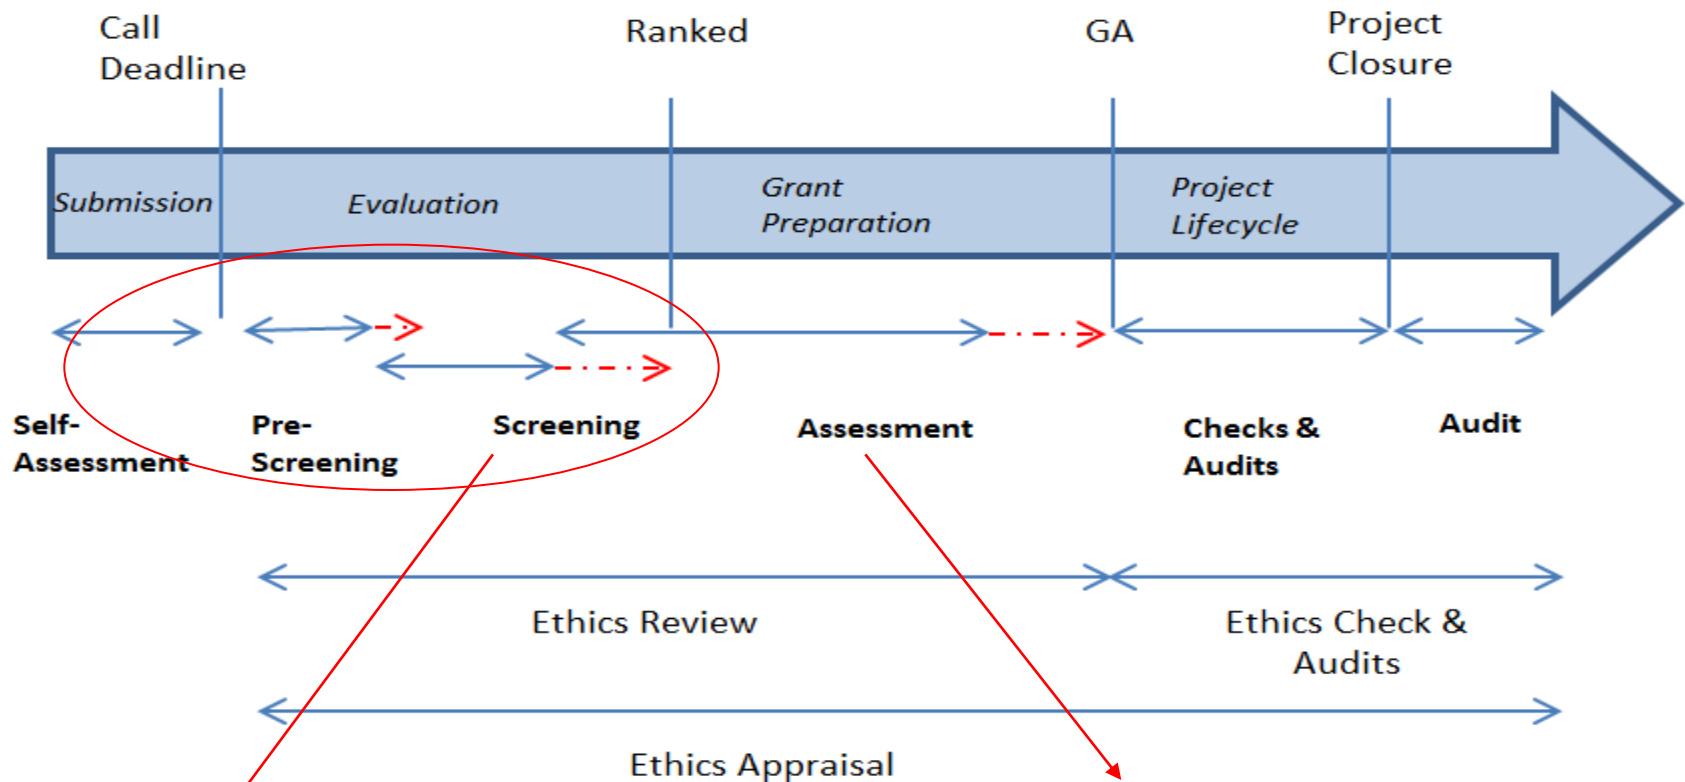 Call
Deadline
Ranked
GA
Project
Closure
Submission
Evaluation
Grant
Preparation
Project
Lifecycle
Self-
Assessment
Pre-
Screening
Screening
Assessment
Checks &
Audits
Audit
Ethics Review
Ethics Check &
Audits
Ethics Appraisal